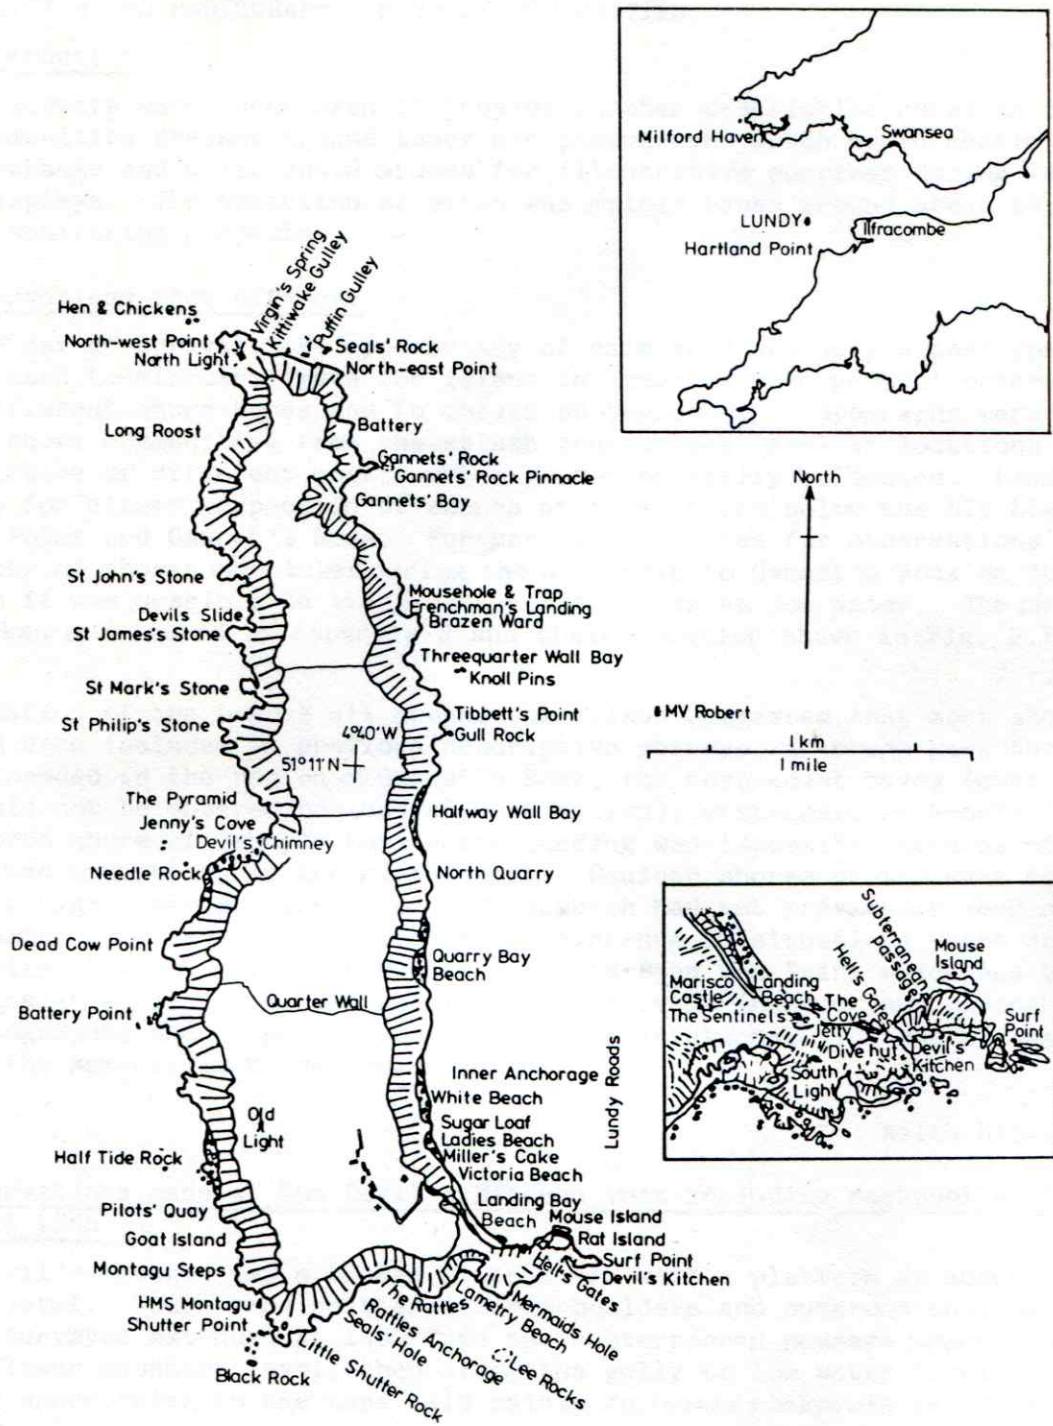 Milford Haven
Swansea
LUNDY
Ilfracombe
Hartland Point
Virgin's Spring
Kittiwake Gulley
Puffin Gulley
Hen & Chickens
North-west Point
North Light
Seals' Rock
North-east Point
Long Roost
Battery
Gannets' Rock
Gannets' Rock Pinnacle
Gannets' Bay
North
St John's Stone
Mousehole & Trap
Devils Slide
Frenchman's Landing
St James's Stone
Brazen Ward
Threequarter Wall Bay
Knoll Pins
St Mark's Stone
St Philip's Stone
Tibbett's Point
4°40'W
Gull Rock
51°11'N
MV Robert
1 km
1 mile
The Pyramid
Jenny's Cove
Halfway Wall Bay
Devil's Chimney
Needle Rock
North Quarry
Dead Cow Point
Quarry Bay
Beach
Battery Point
Quarter Wall
Inner Anchorage
White Beach
Lundy Roads
Old
Light
Sugar Loaf
Ladies Beach
Miller's Cake
Half Tide Rock
Victoria Beach
Pilots' Quay
Landing Bay
Beach
Mouse Island
Goat Island
Rat Island
Surf Point
Montagu Steps
Hell's Gates
Devil's Kitchen
HMS Montagu
Shutter Point
The Rattles
Lametry Beach
Mermaids Hole
Rattles Anchorage
Seals' Hole
Little Shutter Rock
Lee Rocks
Black Rock
Subterranean
passages
Mouse
Island
Hell's Gates
Marisco
Castle
Landing
Beach
The Sentinels
The
Cove
Jetty
Surf
Point
Dive hut
Devil's
Kitchen
South
Light